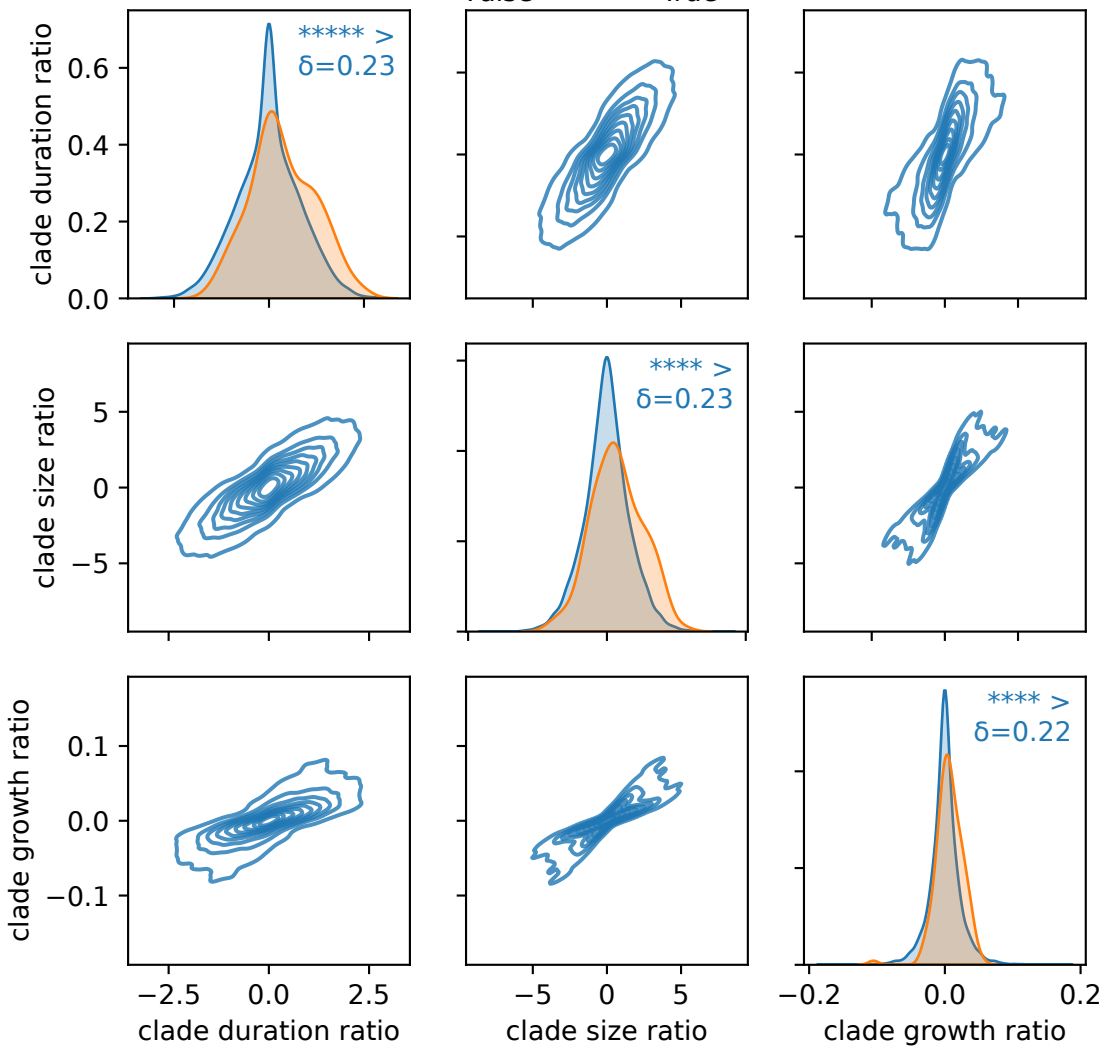 ***** >
δ=0.23
clade duration ratio
0.6
0.4
0.2
0.0
**** >
δ=0.23
clade size ratio
5
0
−5
**** >
δ=0.22
clade growth ratio
0.1
0.0
−0.1
−2.5 0.0 2.5
−5 0 5
−0.2 0.0 0.2
clade duration ratio
clade size ratio
clade growth ratio